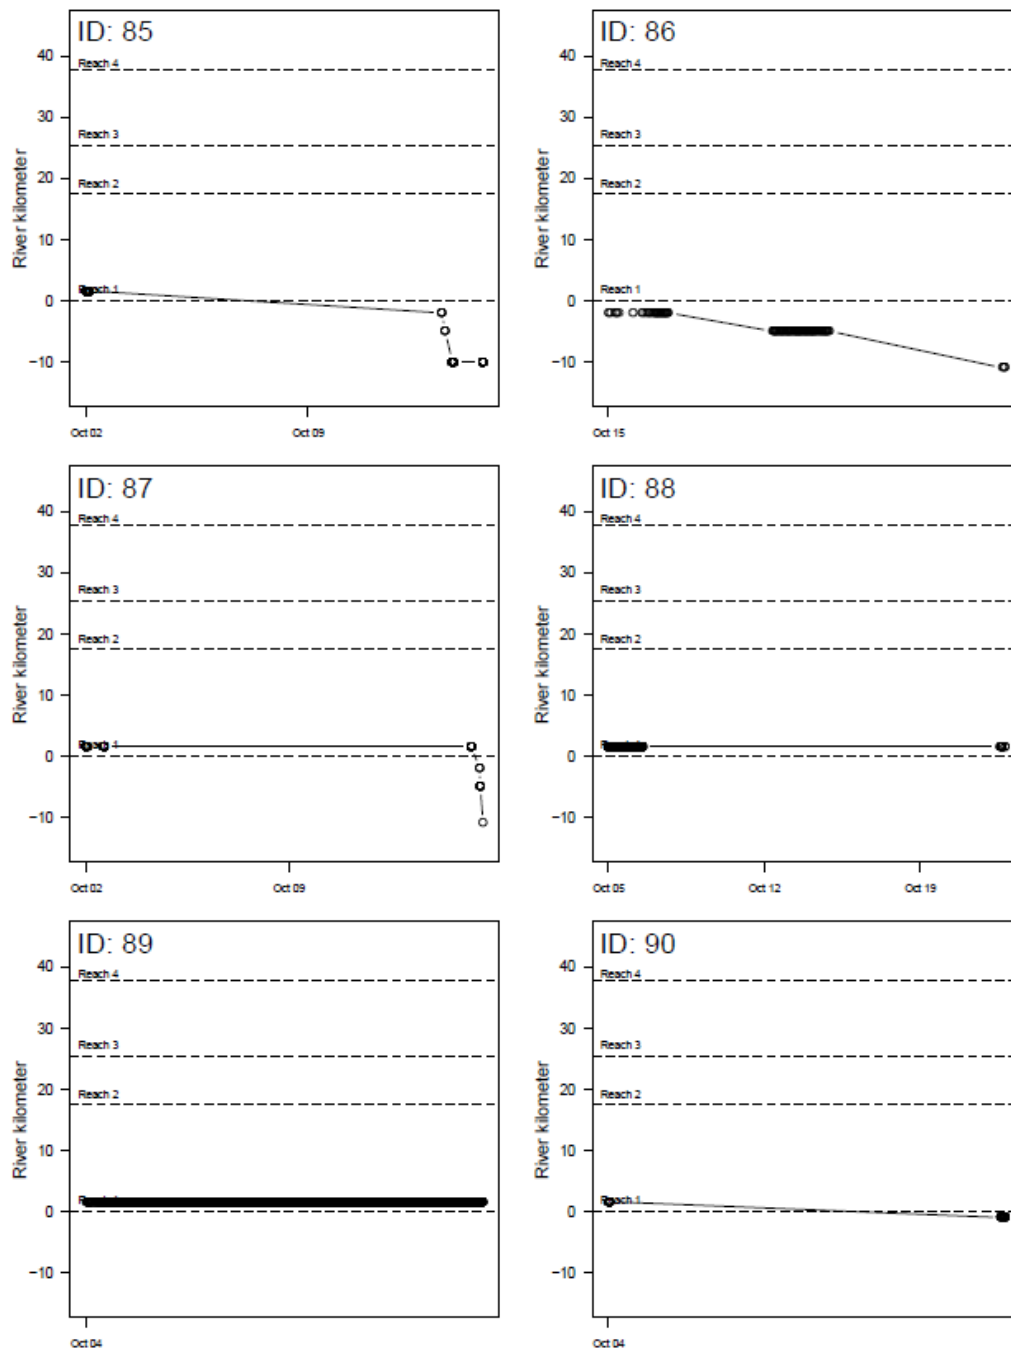 ID: 85
40
30
20
10
0
−10
River kilometer
Reach 4
Reach 3
Reach 2
Reach 1
Oct 02
Oct 09
ID: 86
40
30
20
10
0
−10
River kilometer
Reach 4
Reach 3
Reach 2
Reach 1
Oct 15
ID: 87
40
30
20
10
0
−10
River kilometer
Reach 4
Reach 3
Reach 2
Reach 1
Oct 02
Oct 09
ID: 88
40
30
20
10
0
−10
River kilometer
Reach 4
Reach 3
Reach 2
Oct 05
Oct 12
Oct 19
ID: 89
40
30
20
10
0
−10
River kilometer
Reach 4
Reach 3
Reach 2
Oct 04
ID: 90
40
30
20
10
0
−10
River kilometer
Reach 4
Reach 3
Reach 2
Reach 1
Oct 04